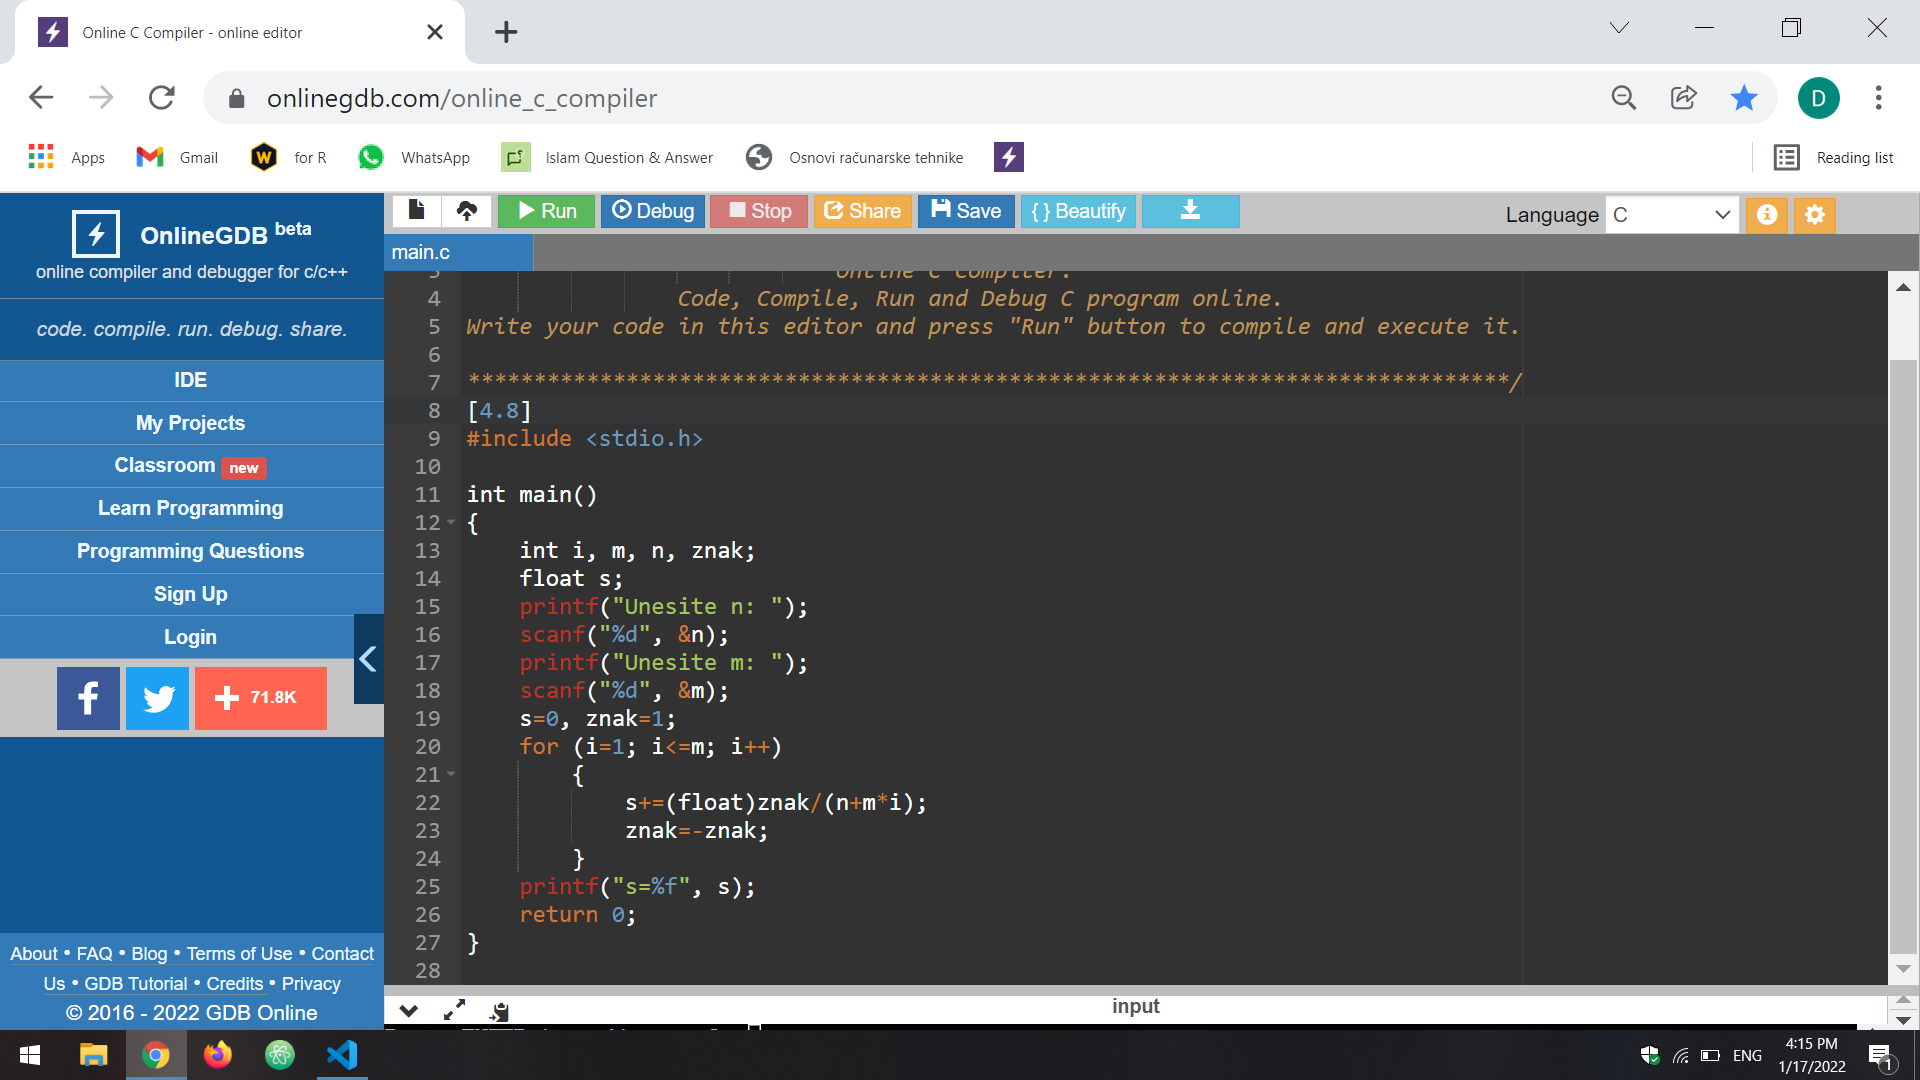 Online C Compiler - online editor
onlinegdb.com/online_c_compiler
D
Apps
Gmail
W
for R
WhatsApp
Islam Question & Answer
Osnovi računarske tehnike
Reading list
OnlineGDB beta
online compiler and debugger for c/c++
code. compile. run. debug. share.
IDE
My Projects
Classroom new
Learn Programming
Programming Questions
Sign Up
Login
71.8K
About • FAQ • Blog • Terms of Use • Contact
Us • GDB Tutorial • Credits • Privacy
© 2016 - 2022 GDB Online
Run
Debug
Stop
Share
Save
{ } Beautify
Language C
main.c
3 Online C Compiler.
4 Code, Compile, Run and Debug C program online.
5 Write your code in this editor and press "Run" button to compile and execute it.
6
7 *******************************************************************************/
8 [4.8]
9 #include <stdio.h>
10
11 int main()
12 {
13 int i, m, n, znak;
14 float s;
15 printf("Unesite n: ");
16 scanf("%d", &n);
17 printf("Unesite m: ");
18 scanf("%d", &m);
19 s=0, znak=1;
20 for (i=1; i<=m; i++)
21 {
22 s+=(float)znak/(n+m*i);
23 znak=-znak;
24 }
25 printf("s=%f", s);
26 return 0;
27 }
28
input
ENG
4:15 PM
1/17/2022
1